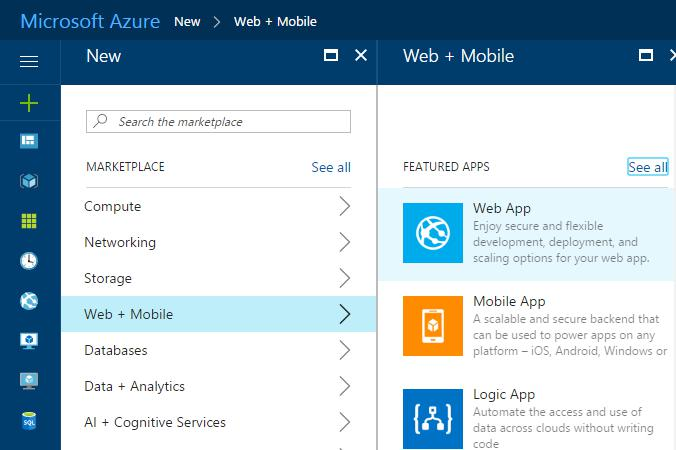 Microsoft Azure New > Web + Mobile
New
Web + Mobile
Search the marketplace
MARKETPLACE See all
Compute
Networking
Storage
Web + Mobile
Databases
Data + Analytics
AI + Cognitive Services
FEATURED APPS See all
Web App
Enjoy secure and flexible
development, deployment, and
scaling options for your web app.
Mobile App
A scalable and secure backend that
can be used to power apps on any
platform – iOS, Android, Windows or
Logic App
Automate the access and use of
data across clouds without writing
code
SQL